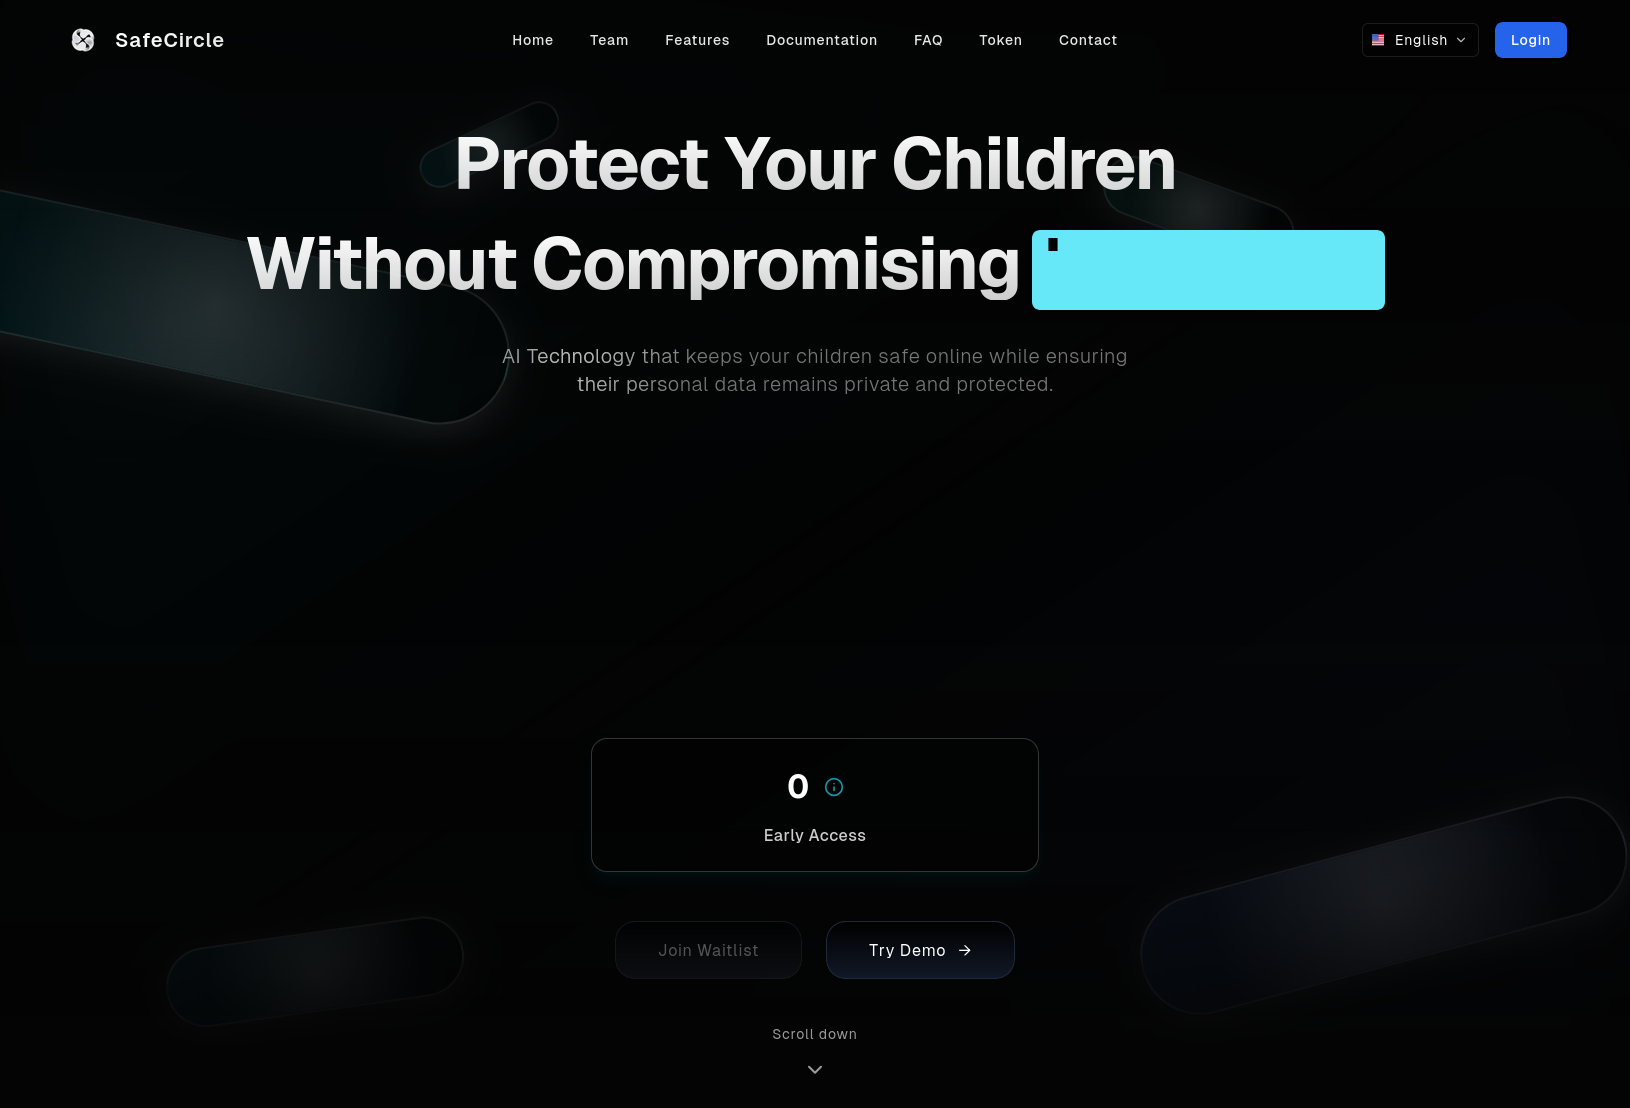 SafeCircle
Home
Team
Features
Documentation
FAQ
Token
Contact
English
Login
Protect Your Children
Without Compromising
AI Technology that keeps your children safe online while ensuring
their personal data remains private and protected.
0
Early Access
Join Waitlist
Try Demo →
Scroll down